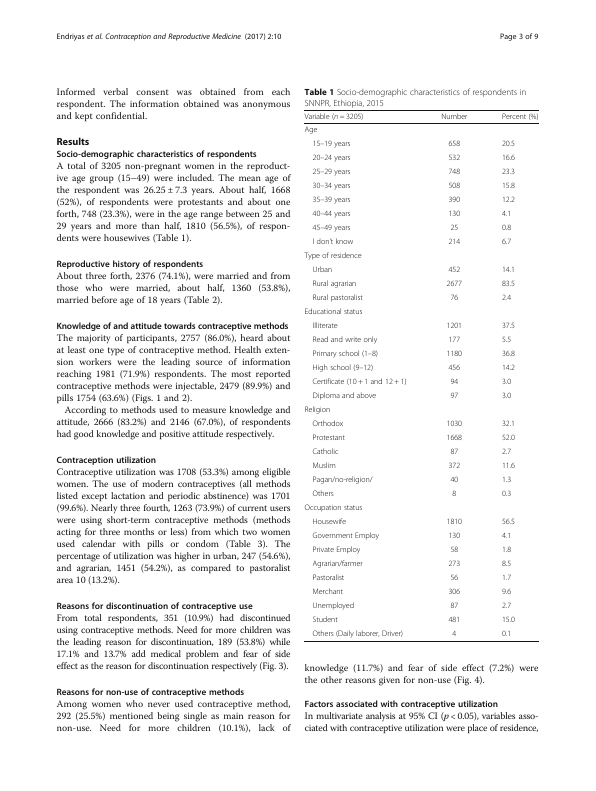 Endriyas et al. Contraception and Reproductive Medicine (2017) 2:10
Page 3 of 9
Informed verbal consent was obtained from each
respondent. The information obtained was anonymous
and kept confidential.
Results
Socio-demographic characteristics of respondents
A total of 3205 non-pregnant women in the reproduct-
ive age group (15–49) were included. The mean age of
the respondent was 26.25 ± 7.3 years. About half, 1668
(52%), of respondents were protestants and about one
forth, 748 (23.3%), were in the age range between 25 and
29 years and more than half, 1810 (56.5%), of respon-
dents were housewives (Table 1).
Reproductive history of respondents
About three forth, 2376 (74.1%), were married and from
those who were married, about half, 1360 (53.8%),
married before age of 18 years (Table 2).
Knowledge of and attitude towards contraceptive methods
The majority of participants, 2757 (86.0%), heard about
at least one type of contraceptive method. Health exten-
sion workers were the leading source of information
reaching 1981 (71.9%) respondents. The most reported
contraceptive methods were injectable, 2479 (89.9%) and
pills 1754 (63.6%) (Figs. 1 and 2).
According to methods used to measure knowledge and
attitude, 2666 (83.2%) and 2146 (67.0%), of respondents
had good knowledge and positive attitude respectively.
Contraception utilization
Contraceptive utilization was 1708 (53.3%) among eligible
women. The use of modern contraceptives (all methods
listed except lactation and periodic abstinence) was 1701
(99.6%). Nearly three fourth, 1263 (73.9%) of current users
were using short-term contraceptive methods (methods
acting for three months or less) from which two women
used calendar with pills or condom (Table 3). The
percentage of utilization was higher in urban, 247 (54.6%),
and agrarian, 1451 (54.2%), as compared to pastoralist
area 10 (13.2%).
Reasons for discontinuation of contraceptive use
From total respondents, 351 (10.9%) had discontinued
using contraceptive methods. Need for more children was
the leading reason for discontinuation, 189 (53.8%) while
17.1% and 13.7% add medical problem and fear of side
effect as the reason for discontinuation respectively (Fig. 3).
Reasons for non-use of contraceptive methods
Among women who never used contraceptive method,
292 (25.5%) mentioned being single as main reason for
non-use. Need for more children (10.1%), lack of
Table 1 Socio-demographic characteristics of respondents in
SNNPR, Ethiopia, 2015
Variable (n = 3205) Number Percent (%)
Age
15–19 years 658 20.5
20–24 years 532 16.6
25–29 years 748 23.3
30–34 years 508 15.8
35–39 years 390 12.2
40–44 years 130 4.1
45–49 years 25 0.8
I don't know 214 6.7
Type of residence
Urban 452 14.1
Rural agrarian 2677 83.5
Rural pastoralist 76 2.4
Educational status
Illiterate 1201 37.5
Read and write only 177 5.5
Primary school (1–8) 1180 36.8
High school (9–12) 456 14.2
Certificate (10 + 1 and 12 + 1) 94 3.0
Diploma and above 97 3.0
Religion
Orthodox 1030 32.1
Protestant 1668 52.0
Catholic 87 2.7
Muslim 372 11.6
Pagan/no-religion/ 40 1.3
Others 8 0.3
Occupation status
Housewife 1810 56.5
Government Employ 130 4.1
Private Employ 58 1.8
Agrarian/farmer 273 8.5
Pastoralist 56 1.7
Merchant 306 9.6
Unemployed 87 2.7
Student 481 15.0
Others (Daily laborer, Driver) 4 0.1
knowledge (11.7%) and fear of side effect (7.2%) were
the other reasons given for non-use (Fig. 4).
Factors associated with contraceptive utilization
In multivariate analysis at 95% CI (p < 0.05), variables asso-
ciated with contraceptive utilization were place of residence,